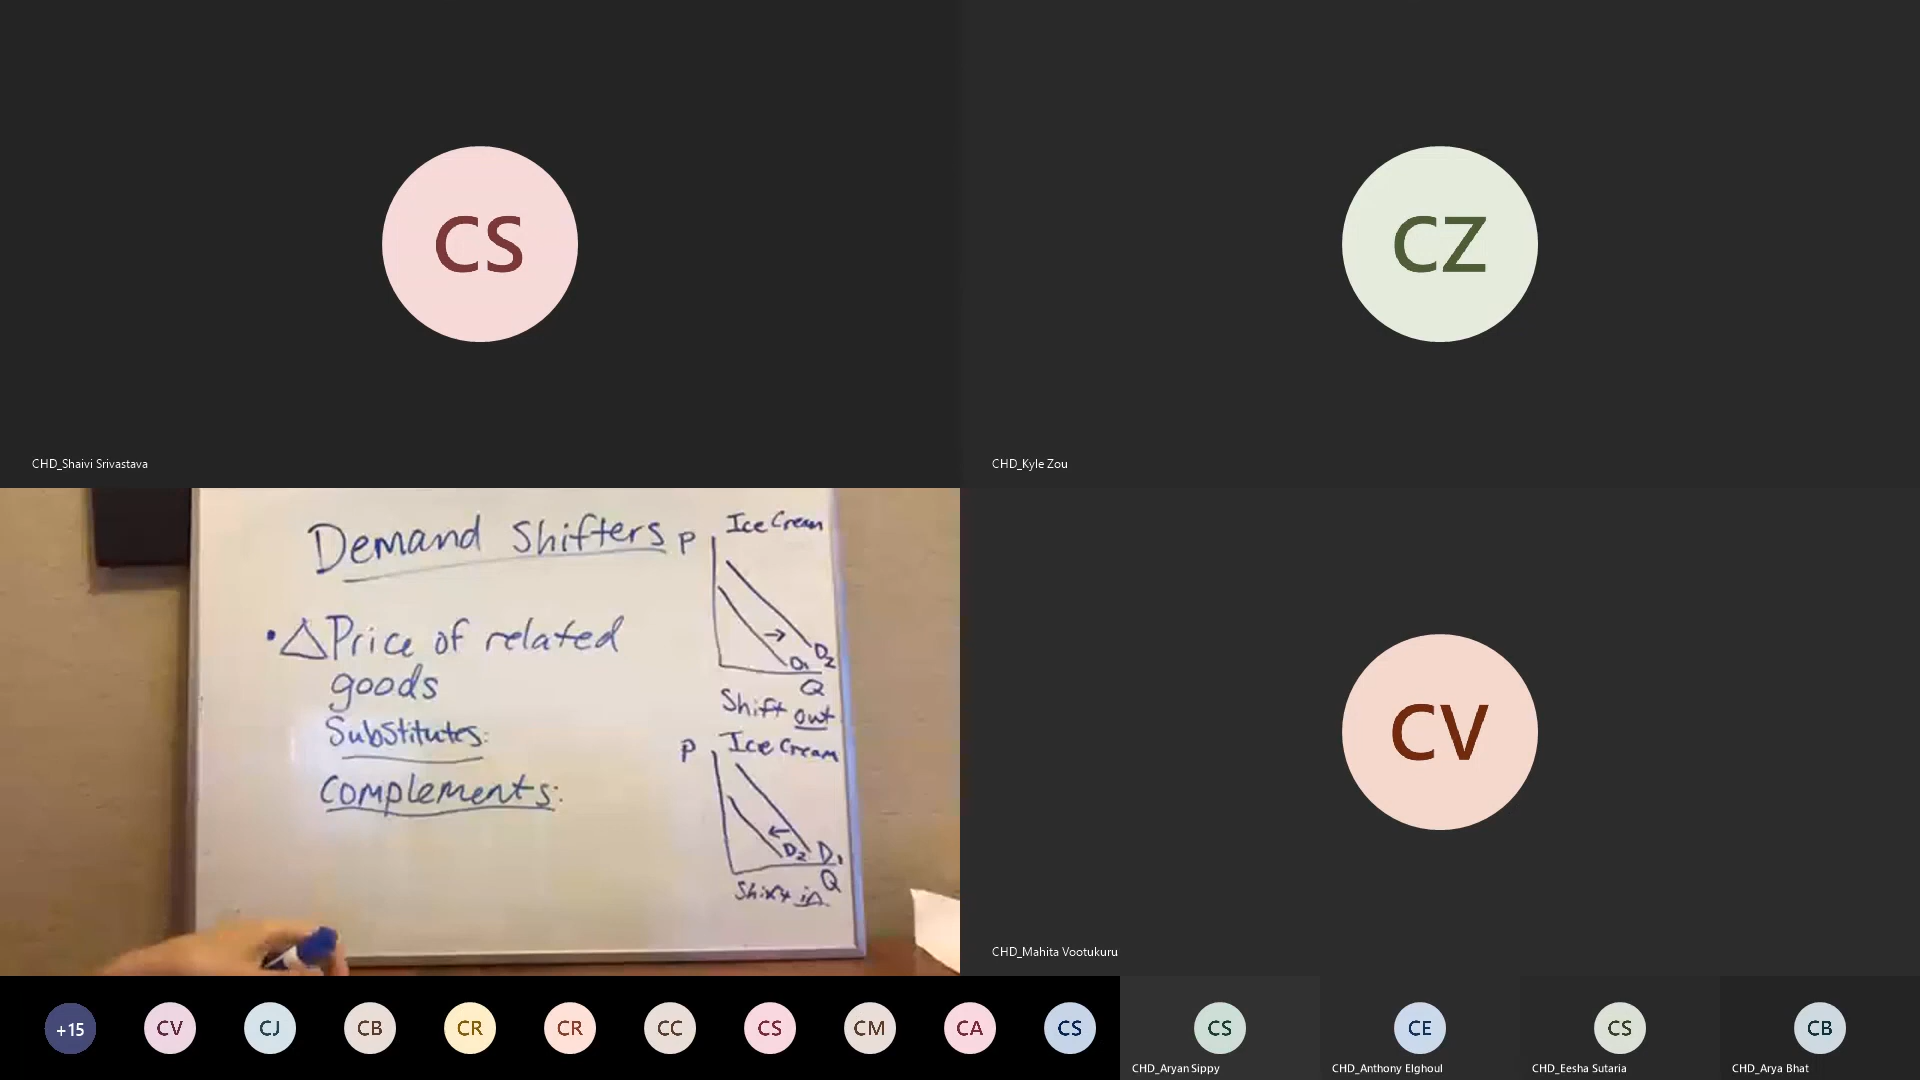 CS
CHD_Shaivi Srivastava
CZ
CHD_Kyle Zou
Demand Shifters
• △Price of related
goods
Substitutes:
Complements:
P
Ice Cream
D1
D2
Q
Shift out
P
Ice Cream
D2
D1
Q
Shift in
CV
CHD_Mahita Vootukuru
+15
CV
CJ
CB
CR
CR
CC
CS
CM
CA
CS
CS
CHD_Aryan Sippy
CE
CHD_Anthony Elghoul
CS
CHD_Eesha Sutaria
CB
CHD_Arya Bhat